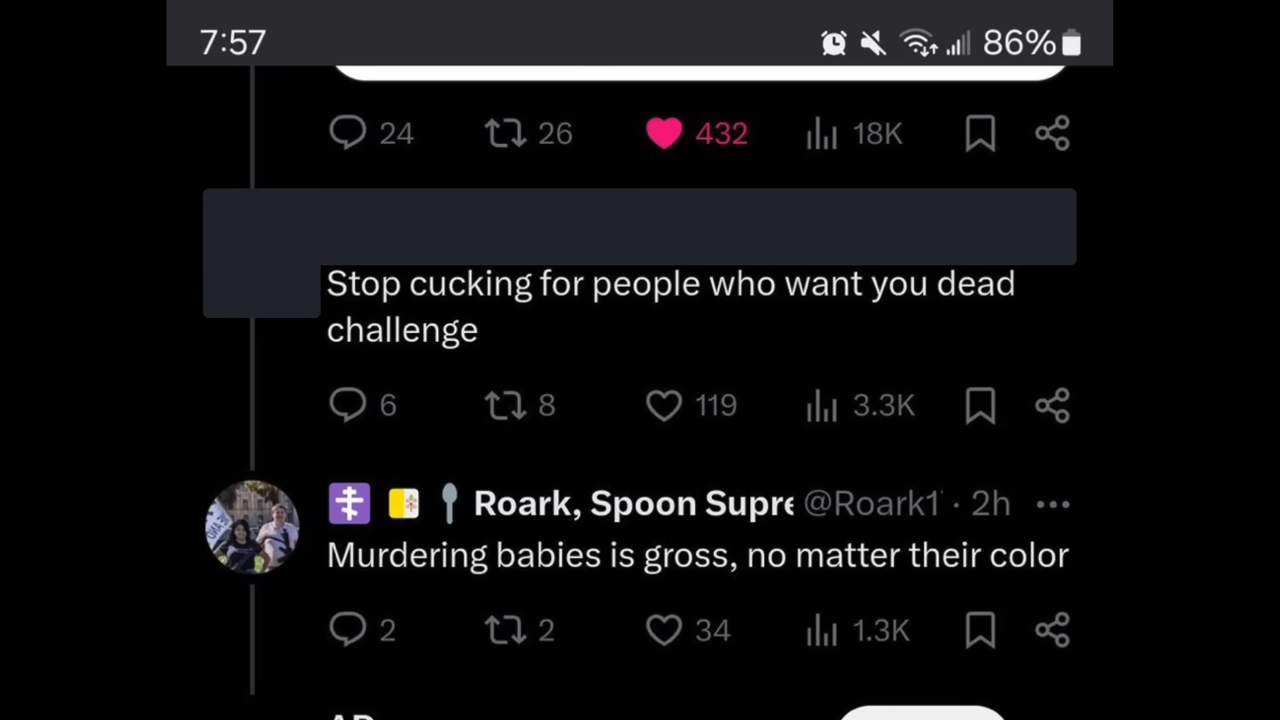 7:57 86%
24 26 432 18K
Stop cucking for people who want you dead
challenge
6 8 119 3.3K
Roark, Spoon Supre @Roark1 · 2h
Murdering babies is gross, no matter their color
2 2 34 1.3K